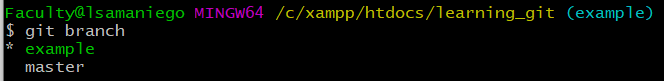 Faculty@lsamaniego MINGW64 /c/xampp/htdocs/learning_git (example)
$ git branch
* example
  master